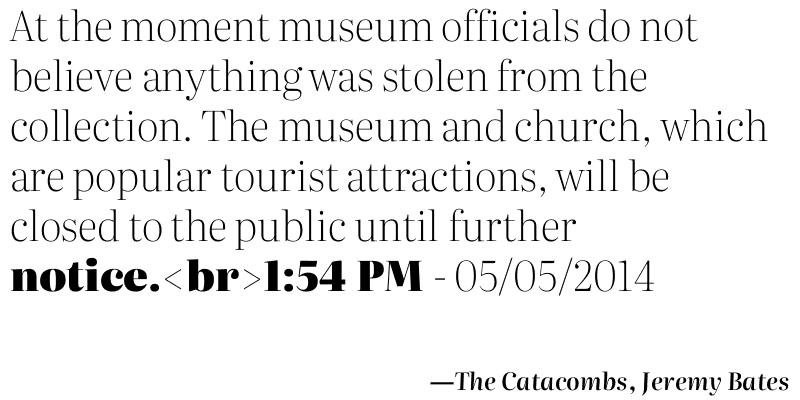 At the moment museum officials do not
believe anything was stolen from the
collection. The museum and church, which
are popular tourist attractions, will be
closed to the public until further
notice.<br>1:54 PM - 05/05/2014
—The Catacombs, Jeremy Bates